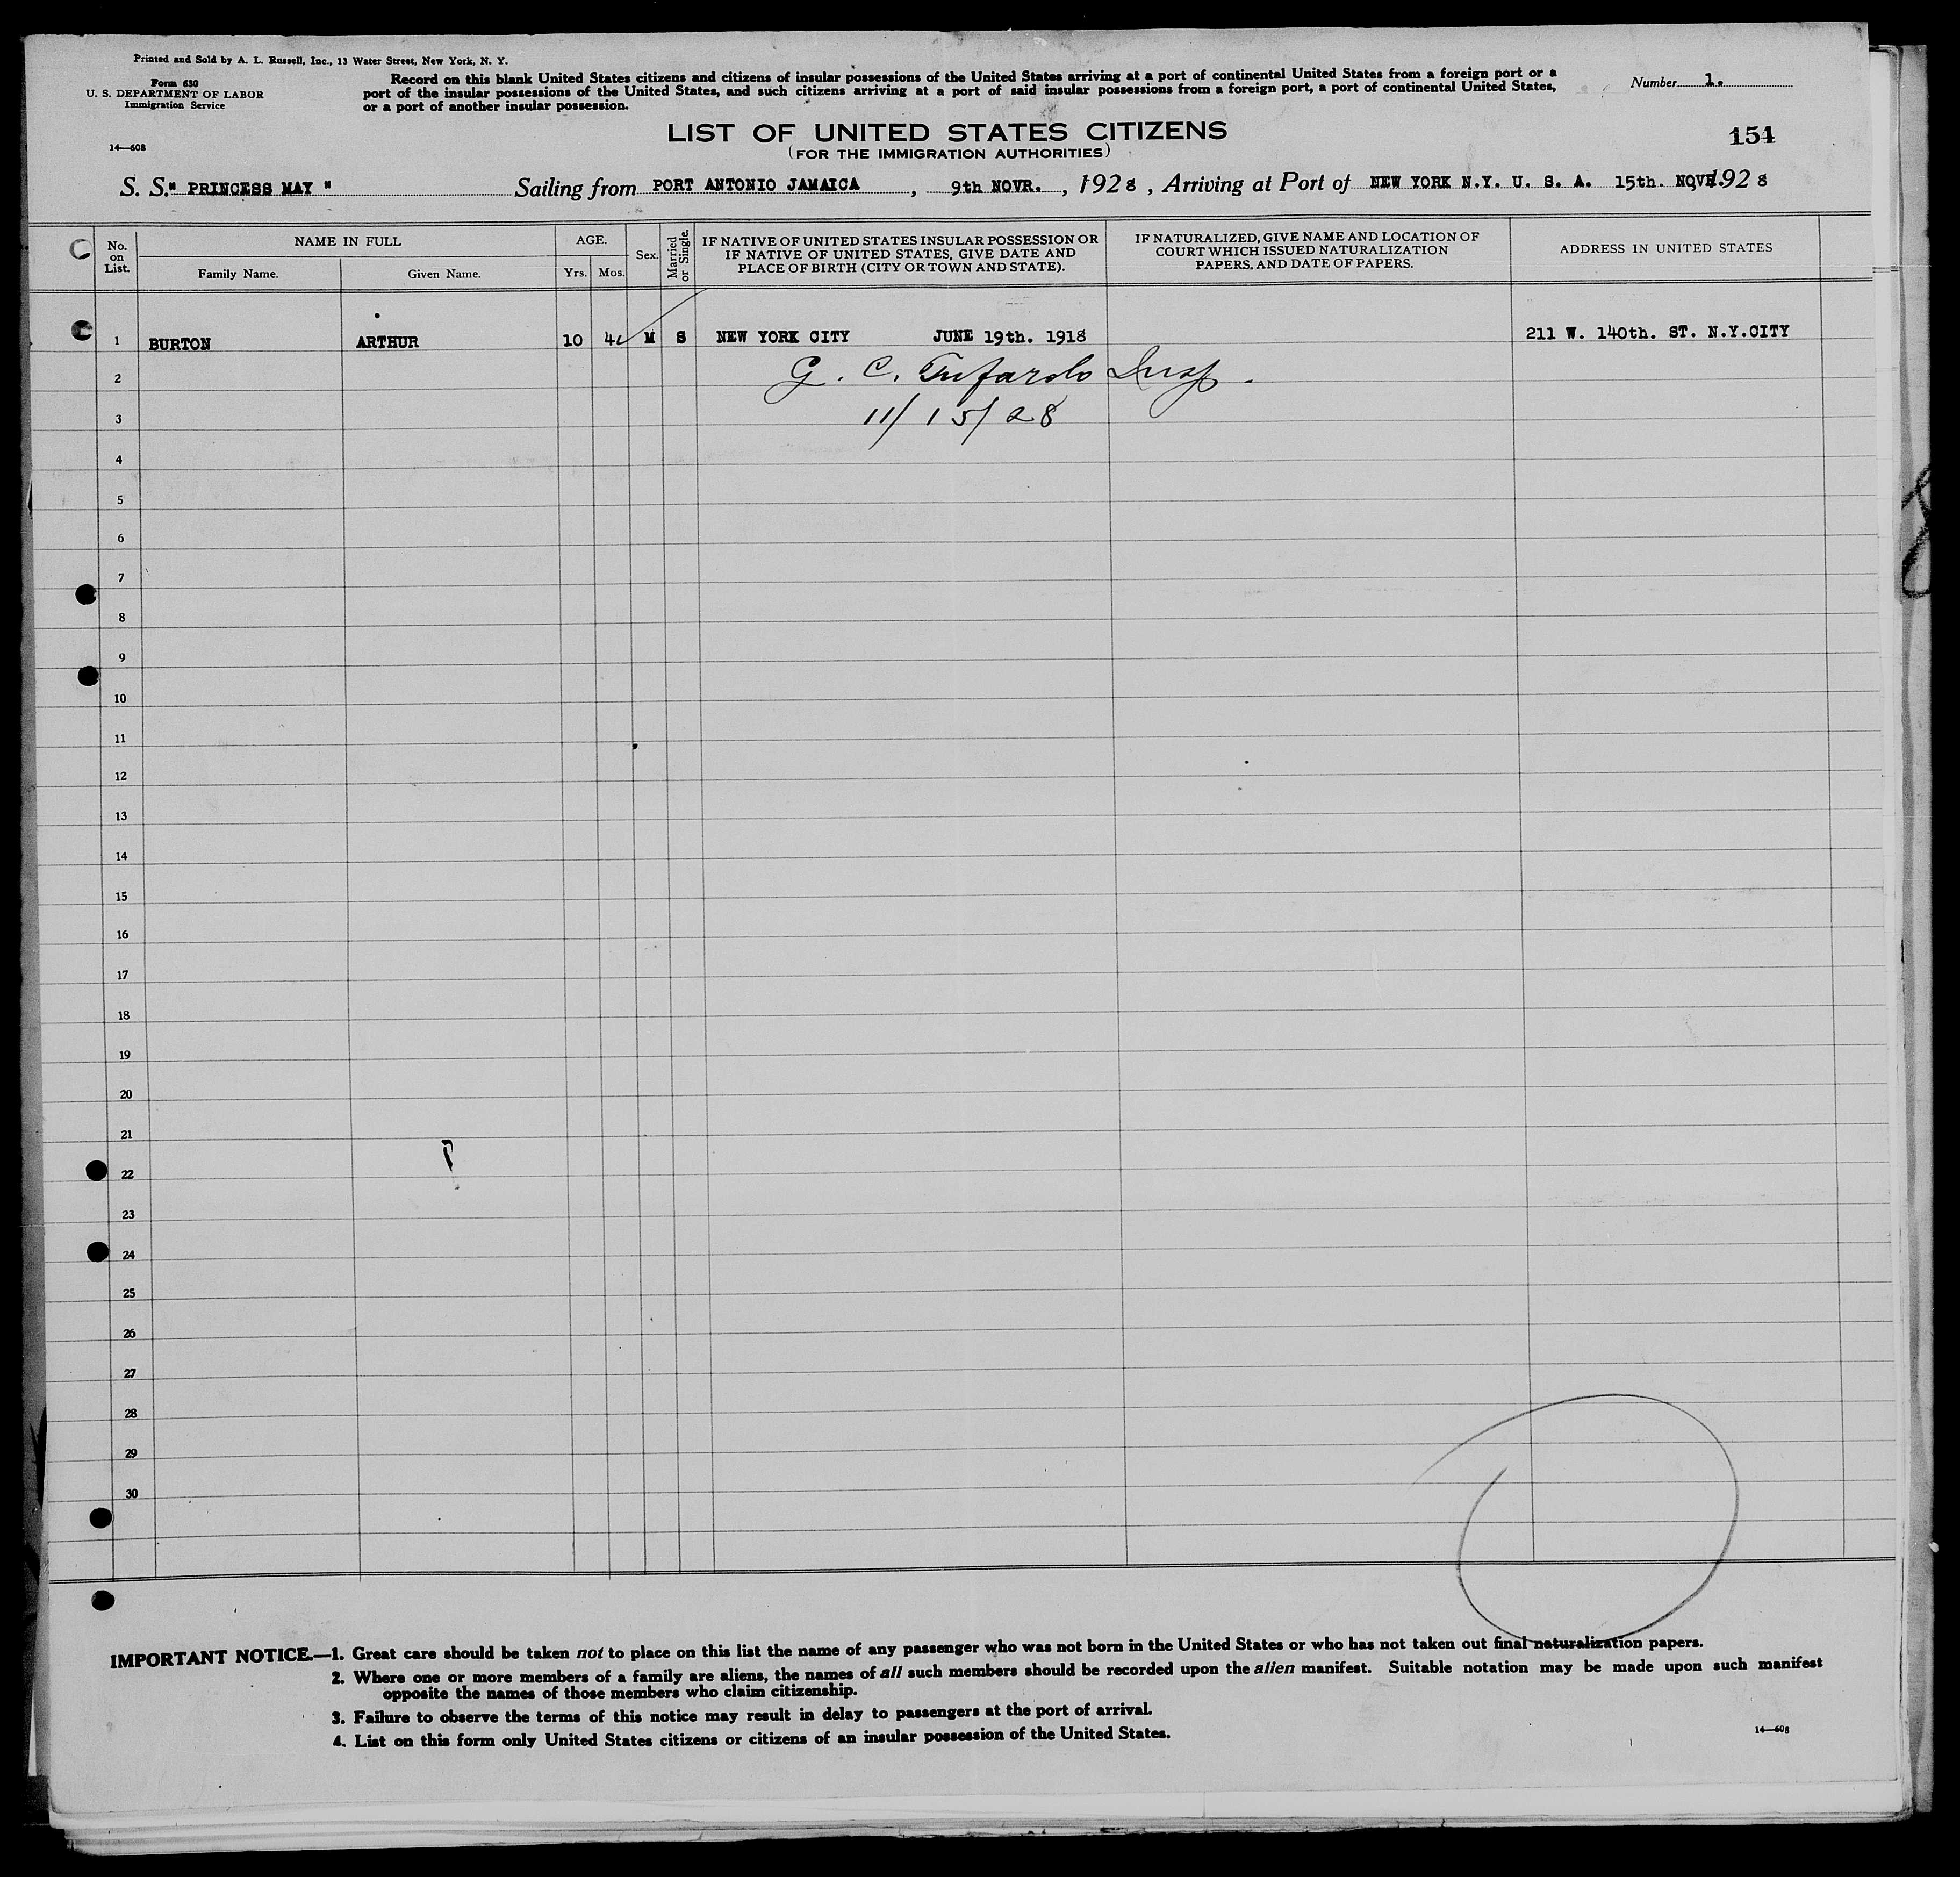 Printed and Sold by A. L. Russell, Inc., 13 Water Street, New York, N. Y.
Form 630
U. S. DEPARTMENT OF LABOR
Immigration Service
14—608
Record on this blank United States citizens and citizens of insular possessions of the United States arriving at a port of continental United States from a foreign port or a
port of the insular possessions of the United States, and such citizens arriving at a port of said insular possessions from a foreign port, a port of continental United States,
or a port of another insular possession.
Number 1.
LIST OF UNITED STATES CITIZENS
(FOR THE IMMIGRATION AUTHORITIES)
151
S. S. " PRINCESS MAY " Sailing from PORT ANTONIO JAMAICA , 9th NOVR. , 1928 , Arriving at Port of NEW YORK N.Y. U. S. A. 15th. NOVR. 1928
No. on List.
NAME IN FULL
Family Name. Given Name.
AGE.
Yrs. Mos.
Sex.
Married or Single.
IF NATIVE OF UNITED STATES INSULAR POSSESSION OR
IF NATIVE OF UNITED STATES, GIVE DATE AND
PLACE OF BIRTH (CITY OR TOWN AND STATE).
IF NATURALIZED, GIVE NAME AND LOCATION OF
COURT WHICH ISSUED NATURALIZATION
PAPERS, AND DATE OF PAPERS.
ADDRESS IN UNITED STATES
1 BURTON ARTHUR 10 4 M S NEW YORK CITY JUNE 19th. 1918 211 W. 140th. ST. N.Y.CITY
2 G. C. Insp.
3 11/15/28
4
5
6
7
8
9
10
11
12
13
14
15
16
17
18
19
20
21
22
23
24
25
26
27
28
29
30
IMPORTANT NOTICE.—1. Great care should be taken not to place on this list the name of any passenger who was not born in the United States or who has not taken out final naturalization papers.
2. Where one or more members of a family are aliens, the names of all such members should be recorded upon the alien manifest. Suitable notation may be made upon such manifest
opposite the names of those members who claim citizenship.
3. Failure to observe the terms of this notice may result in delay to passengers at the port of arrival.
4. List on this form only United States citizens or citizens of an insular possession of the United States.
14—608